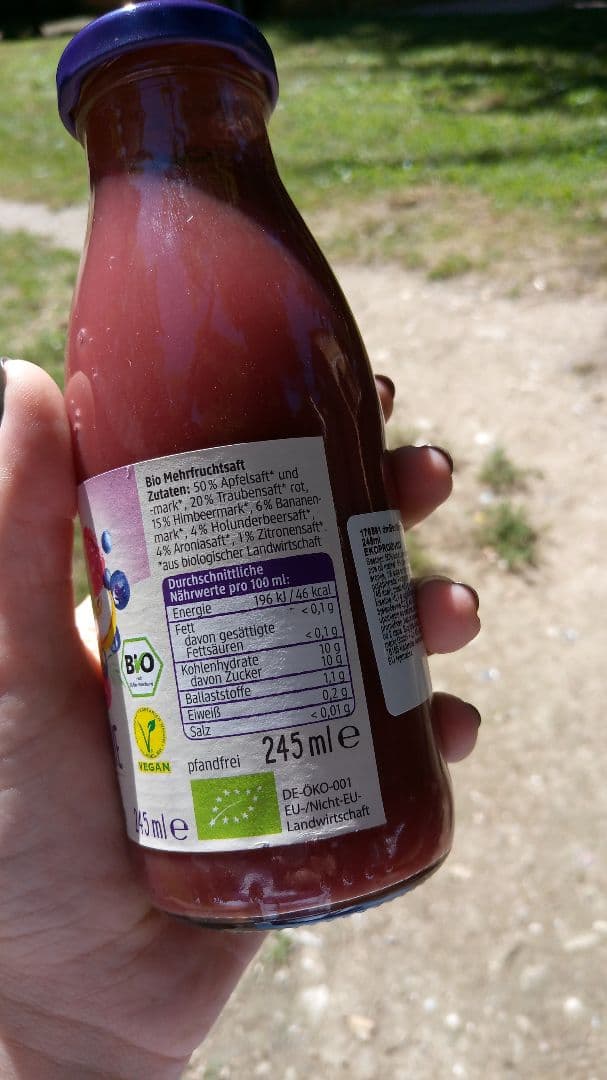 Bio Mehrfruchtsaft
Zutaten: 50 % Apfelsaft* und
-mark*, 20 % Traubensaft* rot,
15 % Himbeermark*, 6 % Bananen-
mark*, 4 % Holunderbeersaft*,
4 % Aroniasaft*, 1 % Zitronensaft*.
*aus biologischer Landwirtschaft
Durchschnittliche
Nährwerte pro 100 ml:
Energie 196 kJ / 46 kcal
Fett < 0,1 g
davon gesättigte
Fettsäuren < 0,1 g
Kohlenhydrate 10 g
davon Zucker 10 g
Ballaststoffe 1,1 g
Eiweiß 0,2 g
Salz < 0,01 g
BIO
VEGAN
pfandfrei 245 ml e
DE-ÖKO-001
EU-/Nicht-EU-
Landwirtschaft
E
245 ml e
245ml